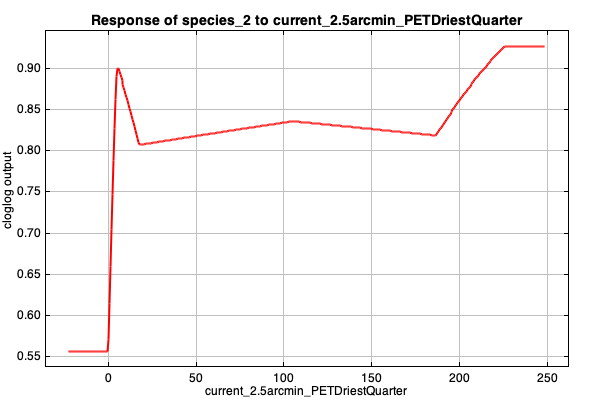 Response of species_2 to current_2.5arcmin_PETDriestQuarter
cloglog output
0.90
0.85
0.80
0.75
0.70
0.65
0.60
0.55
0 50 100 150 200 250
current_2.5arcmin_PETDriestQuarter